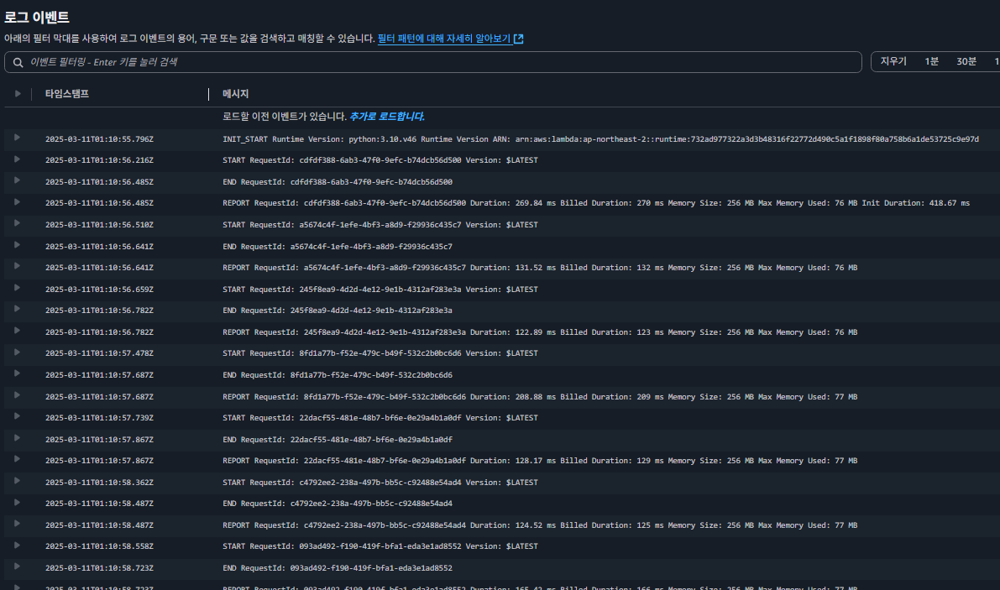 로그 이벤트
아래의 필터 막대를 사용하여 로그 이벤트의 용어, 구문 또는 값을 검색하고 매칭할 수 있습니다. 필터 패턴에 대해 자세히 알아보기
이벤트 필터링 - Enter 키를 눌러 검색 지우기 1분 30분 1
타임스탬프 메시지
로드할 이전 이벤트가 있습니다. 추가로 로드합니다.
2025-03-11T01:10:55.796Z INIT_START Runtime Version: python:3.10.v46 Runtime Version ARN: arn:aws:lambda:ap-northeast-2::runtime:732ad977322a3d3b48316f22772d490c5a1f1898f80a758b6a1de53725c9e97d
2025-03-11T01:10:56.216Z START RequestId: cdfdf388-6ab3-47f0-9efc-b74dcb56d500 Version: $LATEST
2025-03-11T01:10:56.485Z END RequestId: cdfdf388-6ab3-47f0-9efc-b74dcb56d500
2025-03-11T01:10:56.485Z REPORT RequestId: cdfdf388-6ab3-47f0-9efc-b74dcb56d500 Duration: 269.84 ms Billed Duration: 270 ms Memory Size: 256 MB Max Memory Used: 76 MB Init Duration: 418.67 ms
2025-03-11T01:10:56.510Z START RequestId: a5674c4f-1efe-4bf3-a8d9-f29936c435c7 Version: $LATEST
2025-03-11T01:10:56.641Z END RequestId: a5674c4f-1efe-4bf3-a8d9-f29936c435c7
2025-03-11T01:10:56.641Z REPORT RequestId: a5674c4f-1efe-4bf3-a8d9-f29936c435c7 Duration: 131.52 ms Billed Duration: 132 ms Memory Size: 256 MB Max Memory Used: 76 MB
2025-03-11T01:10:56.659Z START RequestId: 245f8ea9-4d2d-4e12-9e1b-4312af283e3a Version: $LATEST
2025-03-11T01:10:56.782Z END RequestId: 245f8ea9-4d2d-4e12-9e1b-4312af283e3a
2025-03-11T01:10:56.782Z REPORT RequestId: 245f8ea9-4d2d-4e12-9e1b-4312af283e3a Duration: 122.89 ms Billed Duration: 123 ms Memory Size: 256 MB Max Memory Used: 76 MB
2025-03-11T01:10:57.478Z START RequestId: 8fd1a77b-f52e-479c-b49f-532c2b0bc6d6 Version: $LATEST
2025-03-11T01:10:57.687Z END RequestId: 8fd1a77b-f52e-479c-b49f-532c2b0bc6d6
2025-03-11T01:10:57.687Z REPORT RequestId: 8fd1a77b-f52e-479c-b49f-532c2b0bc6d6 Duration: 208.88 ms Billed Duration: 209 ms Memory Size: 256 MB Max Memory Used: 77 MB
2025-03-11T01:10:57.739Z START RequestId: 22dacf55-481e-48b7-bf6e-0e29a4b1a0df Version: $LATEST
2025-03-11T01:10:57.867Z END RequestId: 22dacf55-481e-48b7-bf6e-0e29a4b1a0df
2025-03-11T01:10:57.867Z REPORT RequestId: 22dacf55-481e-48b7-bf6e-0e29a4b1a0df Duration: 128.17 ms Billed Duration: 129 ms Memory Size: 256 MB Max Memory Used: 77 MB
2025-03-11T01:10:58.362Z START RequestId: c4792ee2-238a-497b-bb5c-c92488e54ad4 Version: $LATEST
2025-03-11T01:10:58.487Z END RequestId: c4792ee2-238a-497b-bb5c-c92488e54ad4
2025-03-11T01:10:58.487Z REPORT RequestId: c4792ee2-238a-497b-bb5c-c92488e54ad4 Duration: 124.52 ms Billed Duration: 125 ms Memory Size: 256 MB Max Memory Used: 77 MB
2025-03-11T01:10:58.558Z START RequestId: 093ad492-f190-419f-bfa1-eda3e1ad8552 Version: $LATEST
2025-03-11T01:10:58.723Z END RequestId: 093ad492-f190-419f-bfa1-eda3e1ad8552
2025-03-11T01:10:58.723Z REPORT RequestId: 093ad492-f190-419f-bfa1-eda3e1ad8552 Duration: 165.42 ms Billed Duration: 166 ms Memory Size: 256 MB Max Memory Used: 77 MB